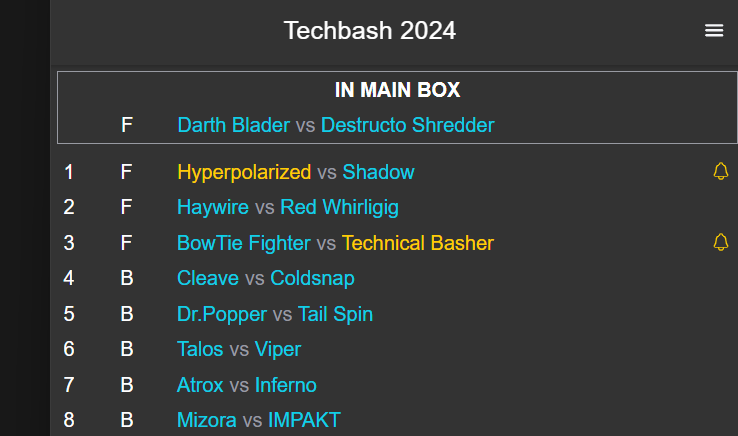 Techbash 2024
IN MAIN BOX
F Darth Blader vs Destructo Shredder
1 F Hyperpolarized vs Shadow
2 F Haywire vs Red Whirligig
3 F BowTie Fighter vs Technical Basher
4 B Cleave vs Coldsnap
5 B Dr.Popper vs Tail Spin
6 B Talos vs Viper
7 B Atrox vs Inferno
8 B Mizora vs IMPAKT